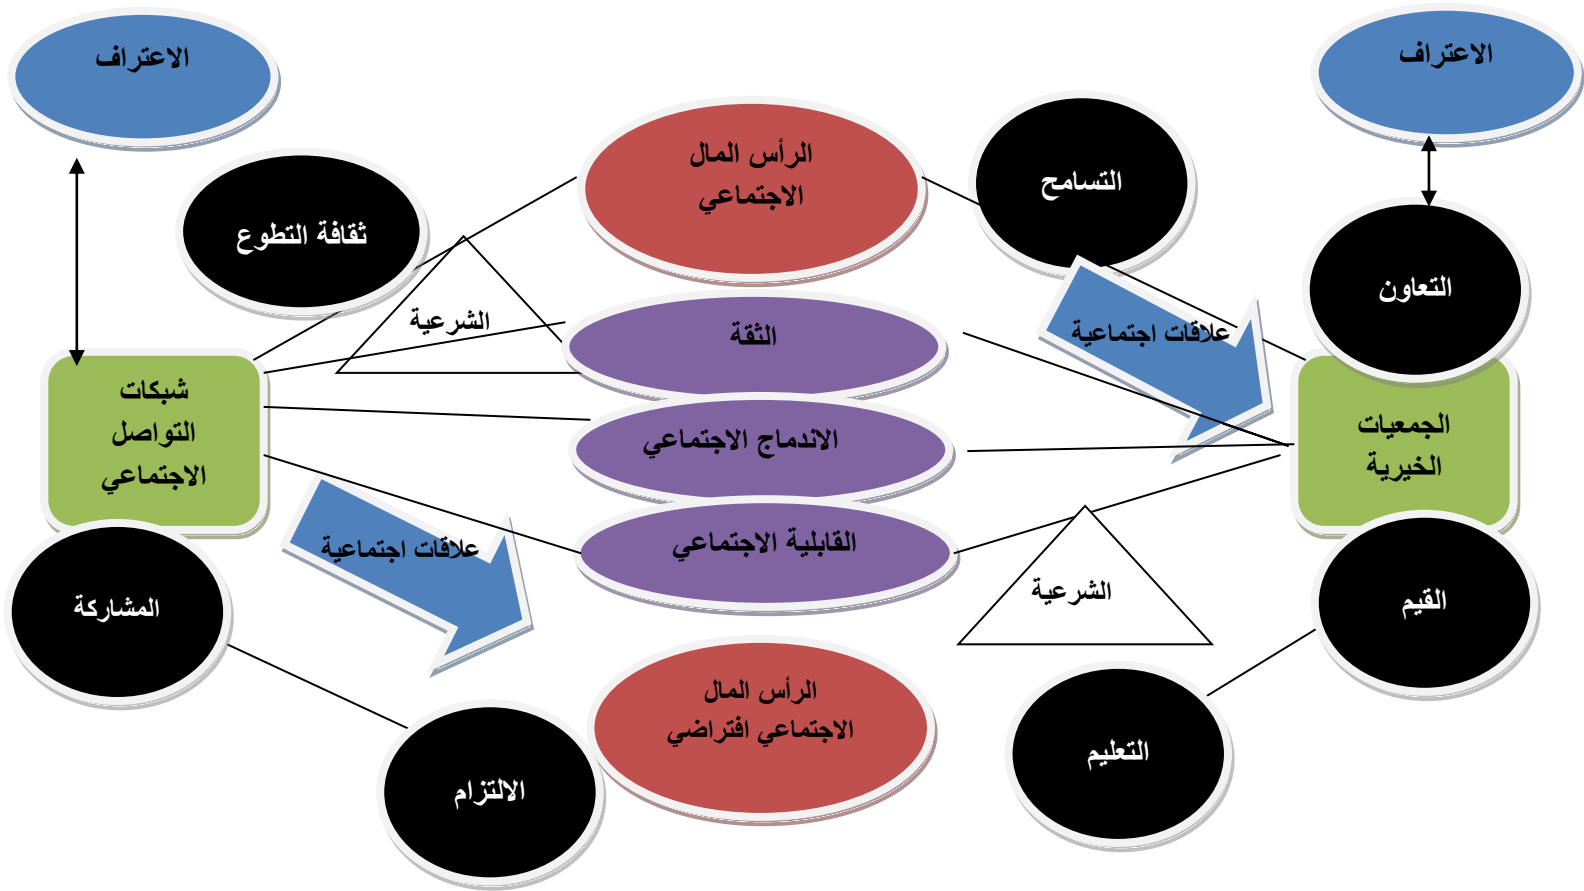 الاعتراف
الاعتراف
الرأس المال
الاجتماعي
التسامح
ثقافة التطوع
التعاون
الشرعية
الثقة
علاقات اجتماعية
شبكات
التواصل
الاجتماعي
الجمعيات
الخيرية
الاندماج الاجتماعي
القابلية الاجتماعي
علاقات اجتماعية
الشرعية
القيم
المشاركة
الرأس المال
الاجتماعي افتراضي
التعليم
الالتزام